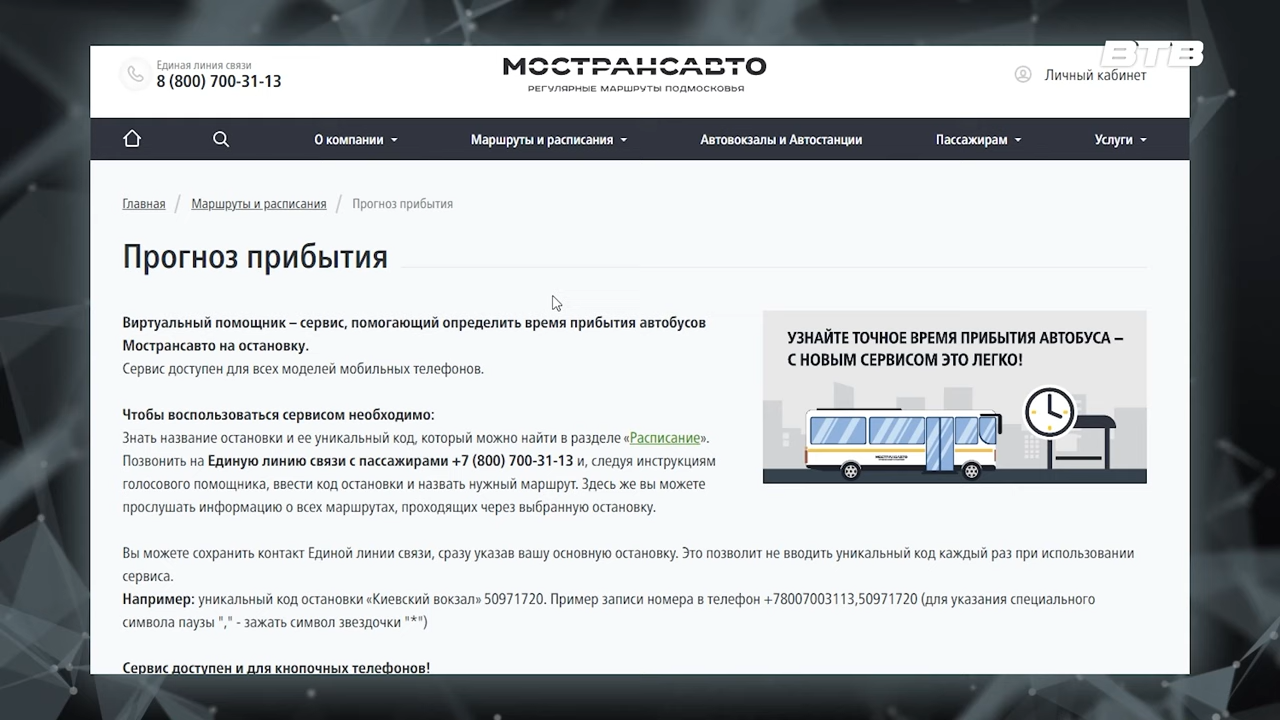 ВТВ
Единая линия связи
8 (800) 700-31-13
МОСТРАНСАВТО
РЕГУЛЯРНЫЕ МАРШРУТЫ ПОДМОСКОВЬЯ
Личный кабинет
О компании
Маршруты и расписания
Автовокзалы и Автостанции
Пассажирам
Услуги
Главная / Маршруты и расписания / Прогноз прибытия
Прогноз прибытия
Виртуальный помощник – сервис, помогающий определить время прибытия автобусов
Мострансавто на остановку.
Сервис доступен для всех моделей мобильных телефонов.
Чтобы воспользоваться сервисом необходимо:
Знать название остановки и ее уникальный код, который можно найти в разделе «Расписание».
Позвонить на Единую линию связи с пассажирами +7 (800) 700-31-13 и, следуя инструкциям
голосового помощника, ввести код остановки и назвать нужный маршрут. Здесь же вы можете
прослушать информацию о всех маршрутах, проходящих через выбранную остановку.
УЗНАЙТЕ ТОЧНОЕ ВРЕМЯ ПРИБЫТИЯ АВТОБУСА –
С НОВЫМ СЕРВИСОМ ЭТО ЛЕГКО!
МОСТРАНСАВТО
Вы можете сохранить контакт Единой линии связи, сразу указав вашу основную остановку. Это позволит не вводить уникальный код каждый раз при использовании
сервиса.
Например: уникальный код остановки «Киевский вокзал» 50971720. Пример записи номера в телефон +78007003113,50971720 (для указания специального
символа паузы "," - зажать символ звездочки "*")
Сервис доступен и для кнопочных телефонов!